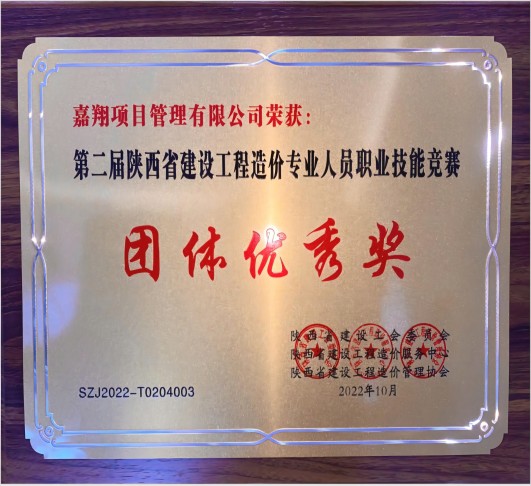 嘉翔项目管理有限公司荣获：
第二届陕西省建设工程造价专业人员职业技能竞赛
团体优秀奖
陕西省建设工会委员会
陕西省建设工程造价服务中心
SZJ2022-T0204003
陕西省建设工程造价管理协会
2022年10月